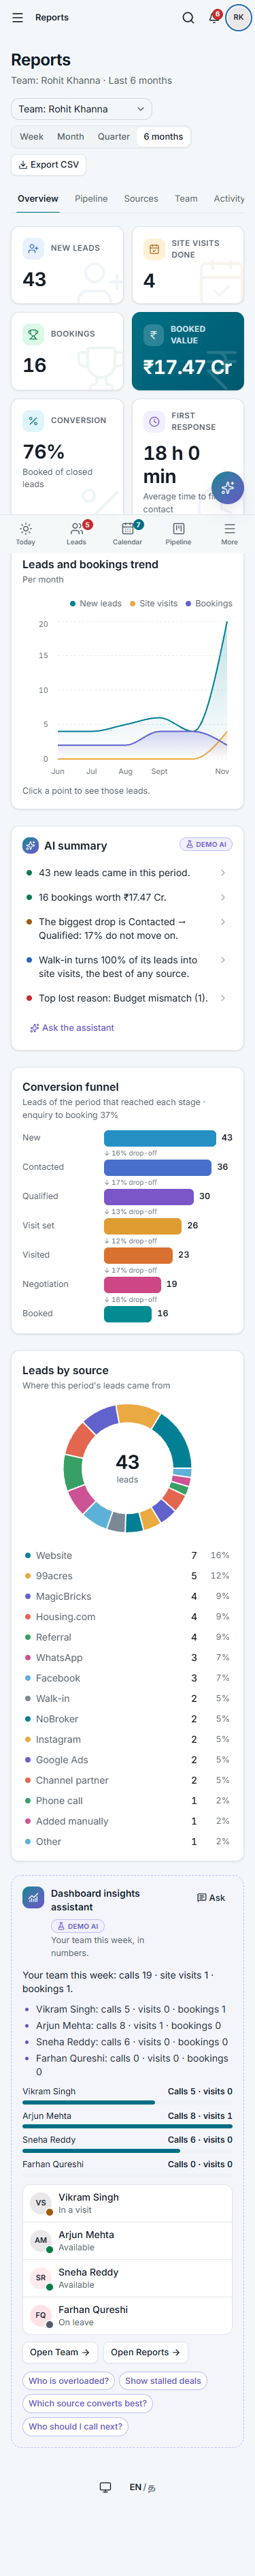 Reports
6
RK
Reports
Team: Rohit Khanna · Last 6 months
Team: Rohit Khanna
Week Month Quarter 6 months
Export CSV
Overview Pipeline Sources Team Activity
NEW LEADS
43
SITE VISITS DONE
4
BOOKINGS
16
BOOKED VALUE
₹17.47 Cr
CONVERSION
76%
Booked of closed leads
FIRST RESPONSE
18 h 0 min
Average time to
contact
Today
5
Leads
7
Calendar
Pipeline
More
Leads and bookings trend
Per month
New leads Site visits Bookings
20
15
10
5
0
Jun Jul Aug Sept Nov
Click a point to see those leads.
AI summary
DEMO AI
43 new leads came in this period.
16 bookings worth ₹17.47 Cr.
The biggest drop is Contacted →
Qualified: 17% do not move on.
Walk-in turns 100% of its leads into
site visits, the best of any source.
Top lost reason: Budget mismatch (1).
Ask the assistant
Conversion funnel
Leads of the period that reached each stage ·
enquiry to booking 37%
New 43
↓ 16% drop-off
Contacted 36
↓ 17% drop-off
Qualified 30
↓ 13% drop-off
Visit set 26
↓ 12% drop-off
Visited 23
↓ 17% drop-off
Negotiation 19
↓ 16% drop-off
Booked 16
Leads by source
Where this period's leads came from
43
leads
Website 7 16%
99acres 5 12%
MagicBricks 4 9%
Housing.com 4 9%
Referral 4 9%
WhatsApp 3 7%
Facebook 3 7%
Walk-in 2 5%
NoBroker 2 5%
Instagram 2 5%
Google Ads 2 5%
Channel partner 2 5%
Phone call 1 2%
Added manually 1 2%
Other 1 2%
Dashboard insights
assistant
Ask
DEMO AI
Your team this week, in
numbers.
Your team this week: calls 19 · site visits 1 ·
bookings 1.
Vikram Singh: calls 5 · visits 0 · bookings 1
Arjun Mehta: calls 8 · visits 1 · bookings 0
Sneha Reddy: calls 6 · visits 0 · bookings 0
Farhan Qureshi: calls 0 · visits 0 · bookings
0
Vikram Singh Calls 5 · visits 0
Arjun Mehta Calls 8 · visits 1
Sneha Reddy Calls 6 · visits 0
Farhan Qureshi Calls 0 · visits 0
VS
Vikram Singh
In a visit
AM
Arjun Mehta
Available
SR
Sneha Reddy
Available
FQ
Farhan Qureshi
On leave
Open Team → Open Reports →
Who is overloaded? Show stalled deals
Which source converts best?
Who should I call next?
EN / த